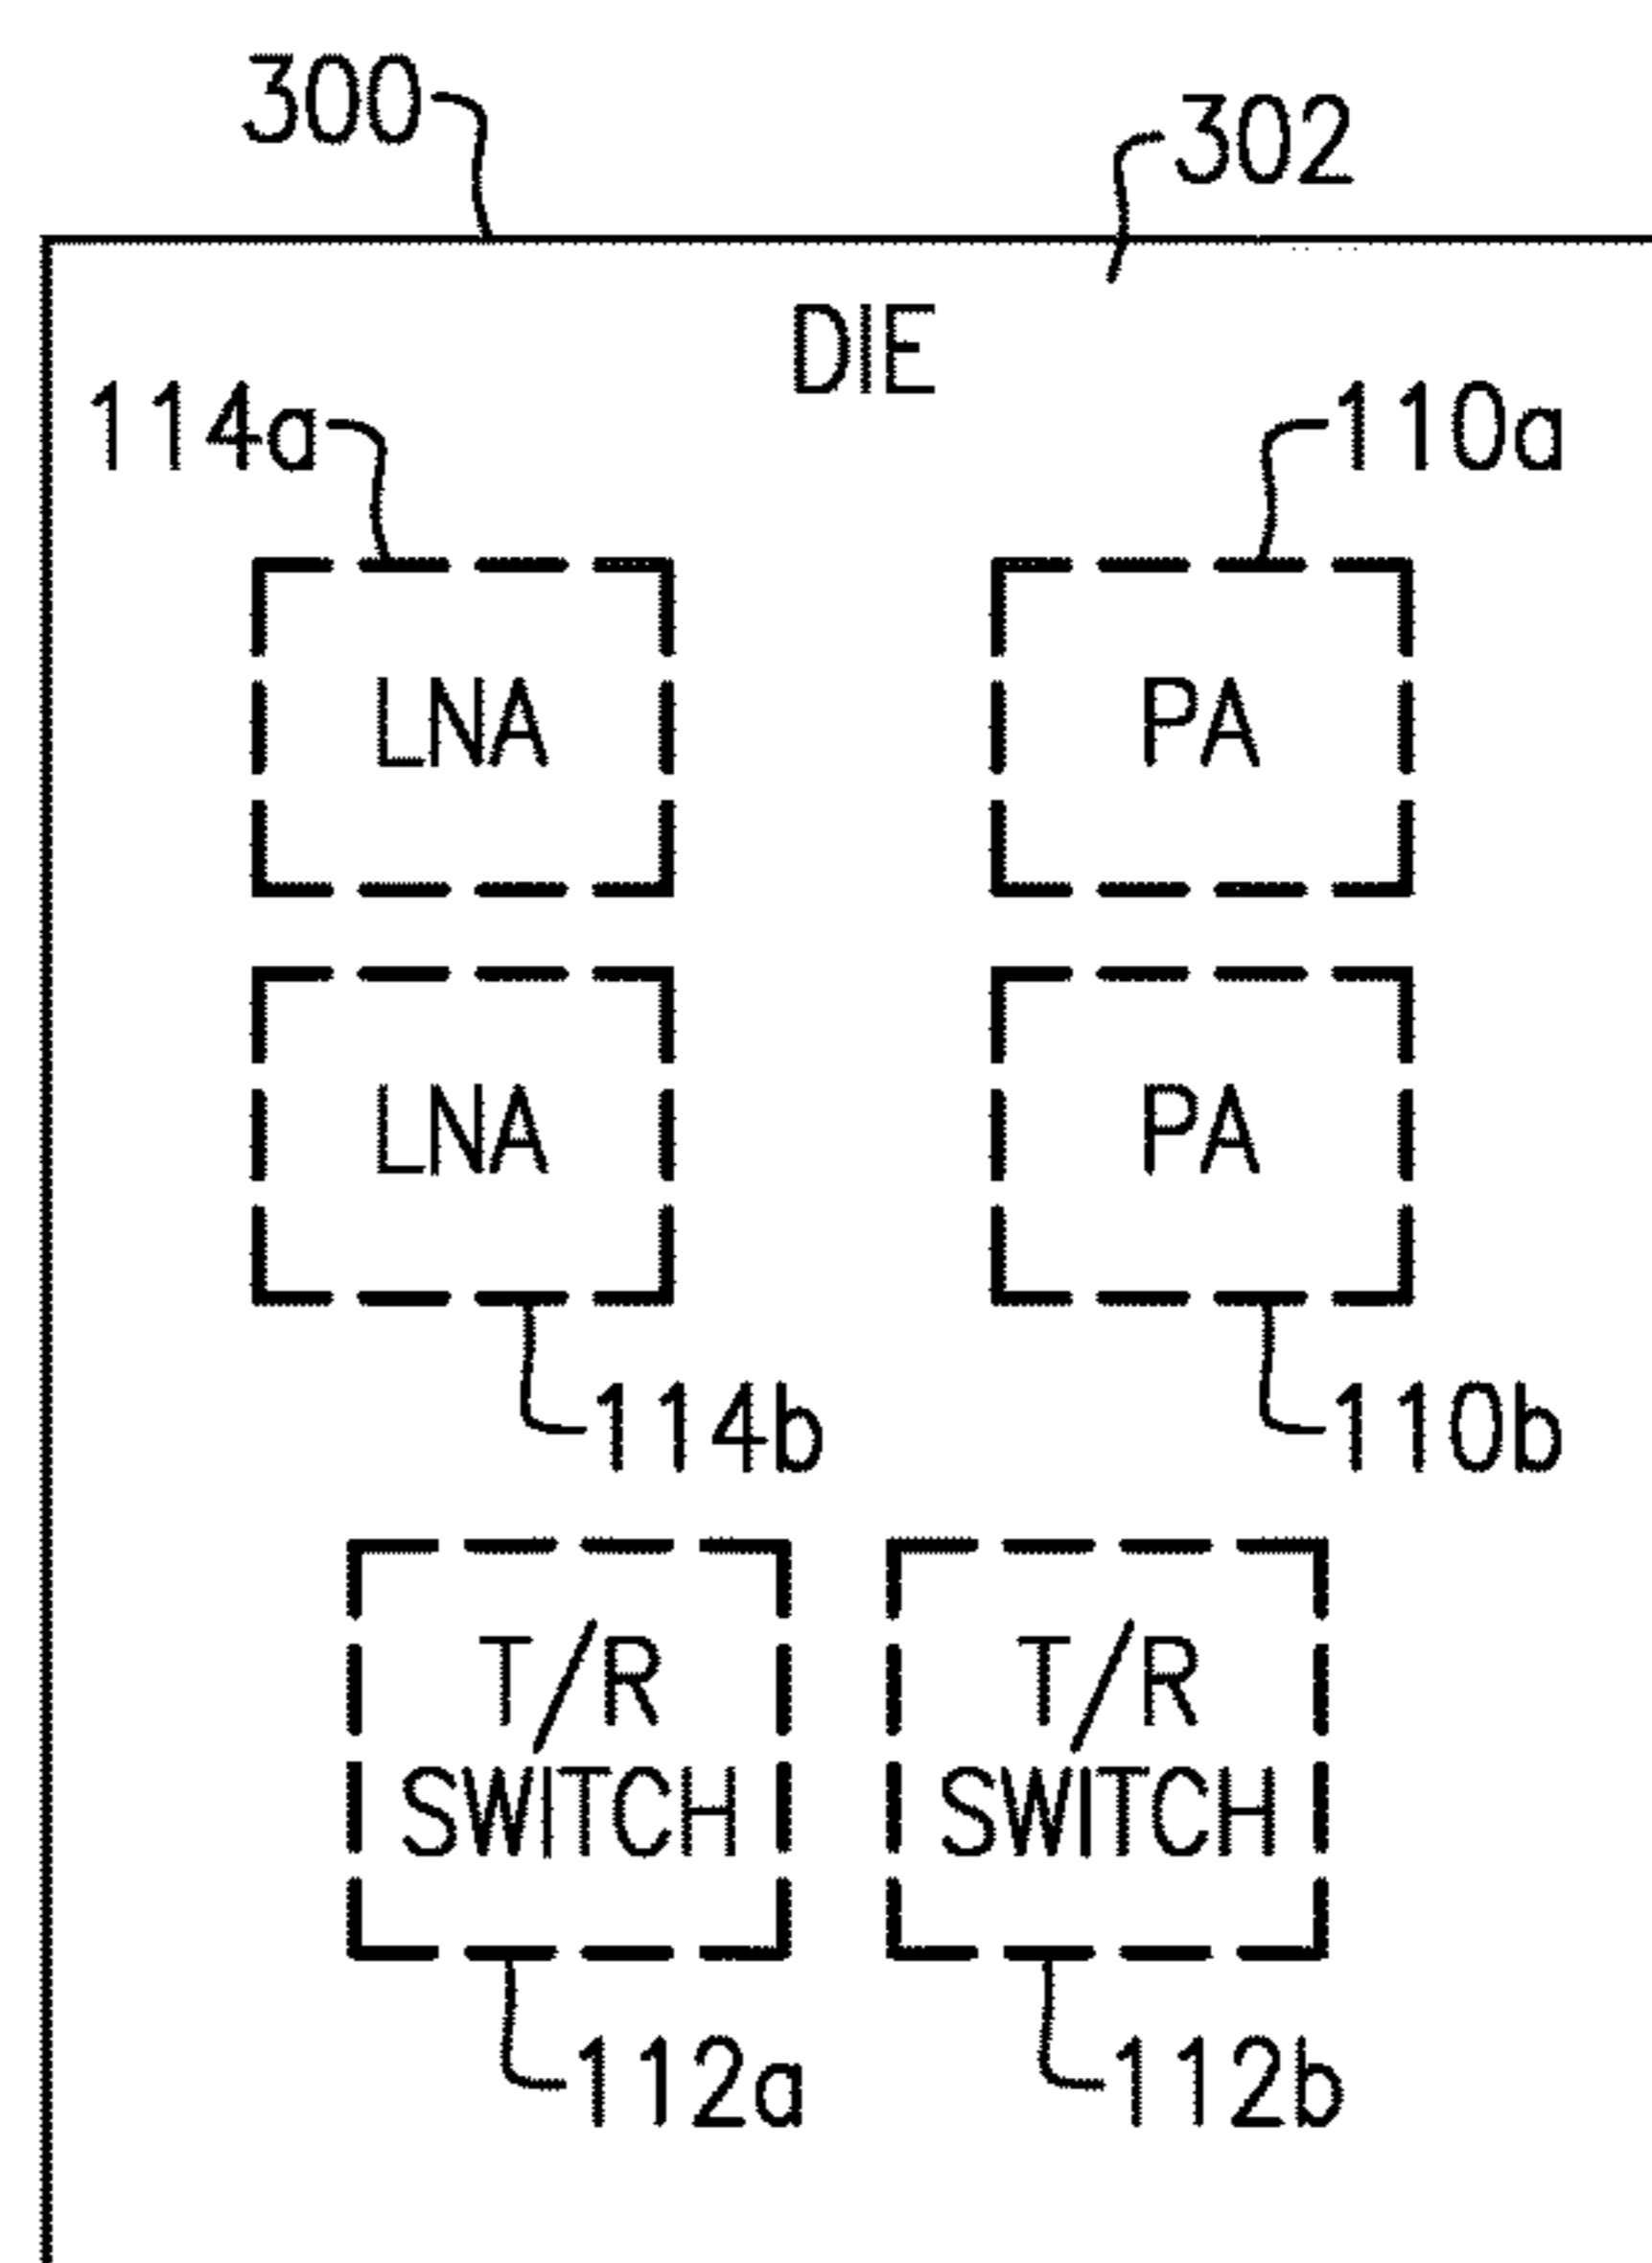 300
302
DIE
114a
110a
LNA
PA
LNA
PA
114b
110b
T/R
SWITCH
T/R
SWITCH
112a
112b